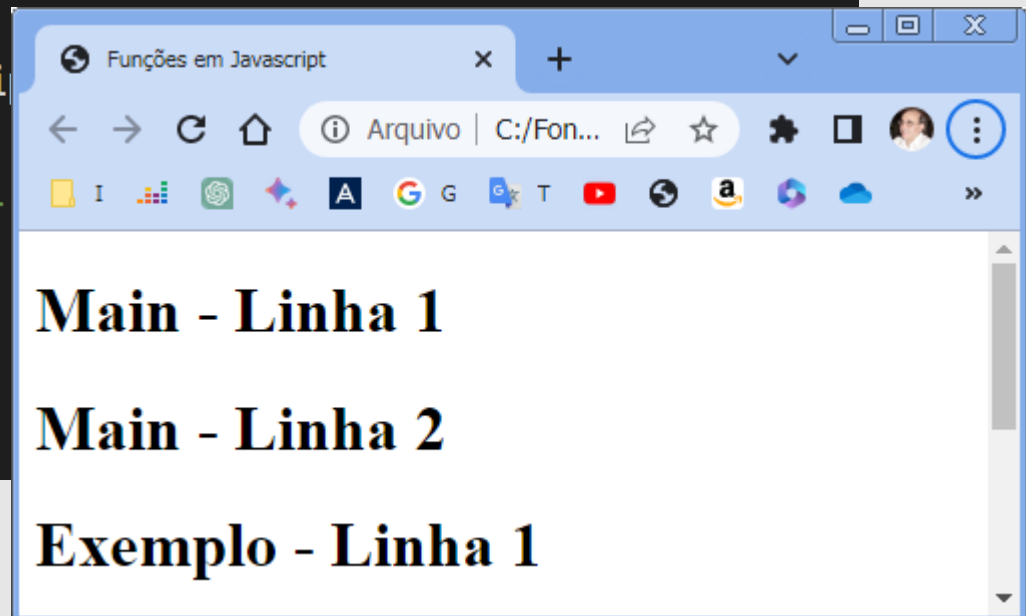 Funções em Javascript
Arquivo | C:/Fon...
I A G G T a
Main - Linha 1
Main - Linha 2
Exemplo - Linha 1